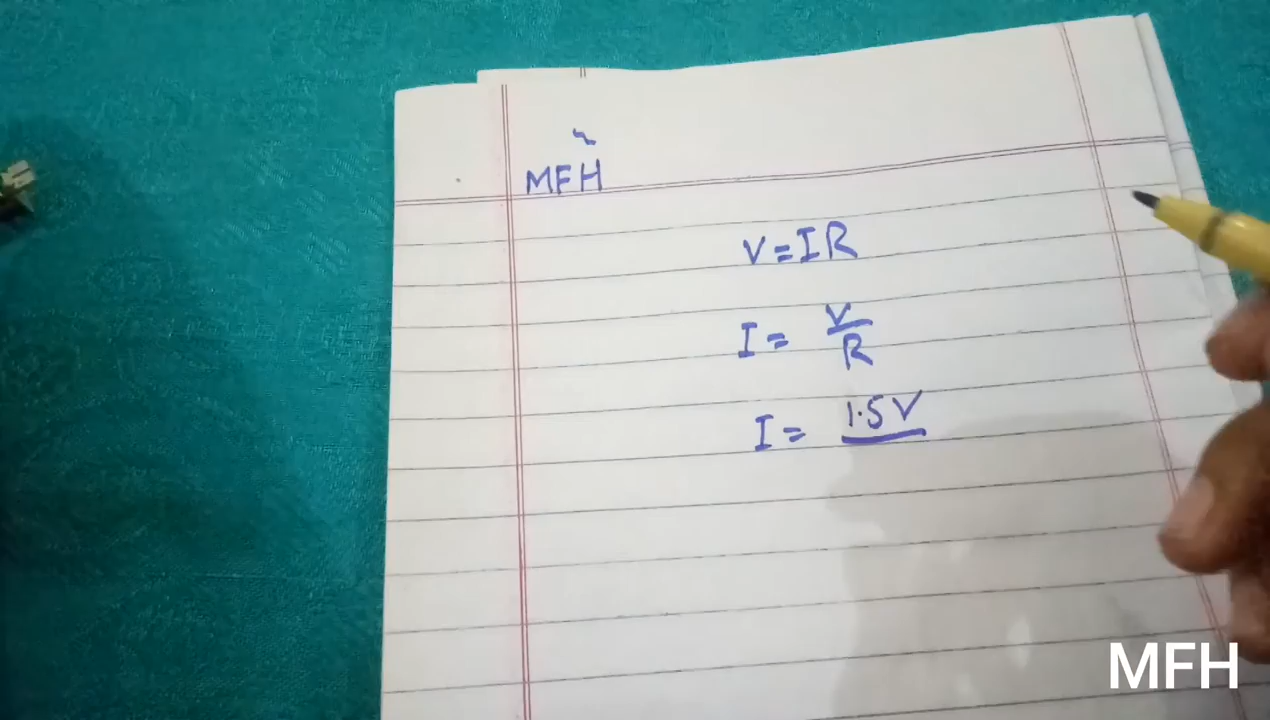 MFH
V=IR
I= V/R
I= 1.5V
MFH